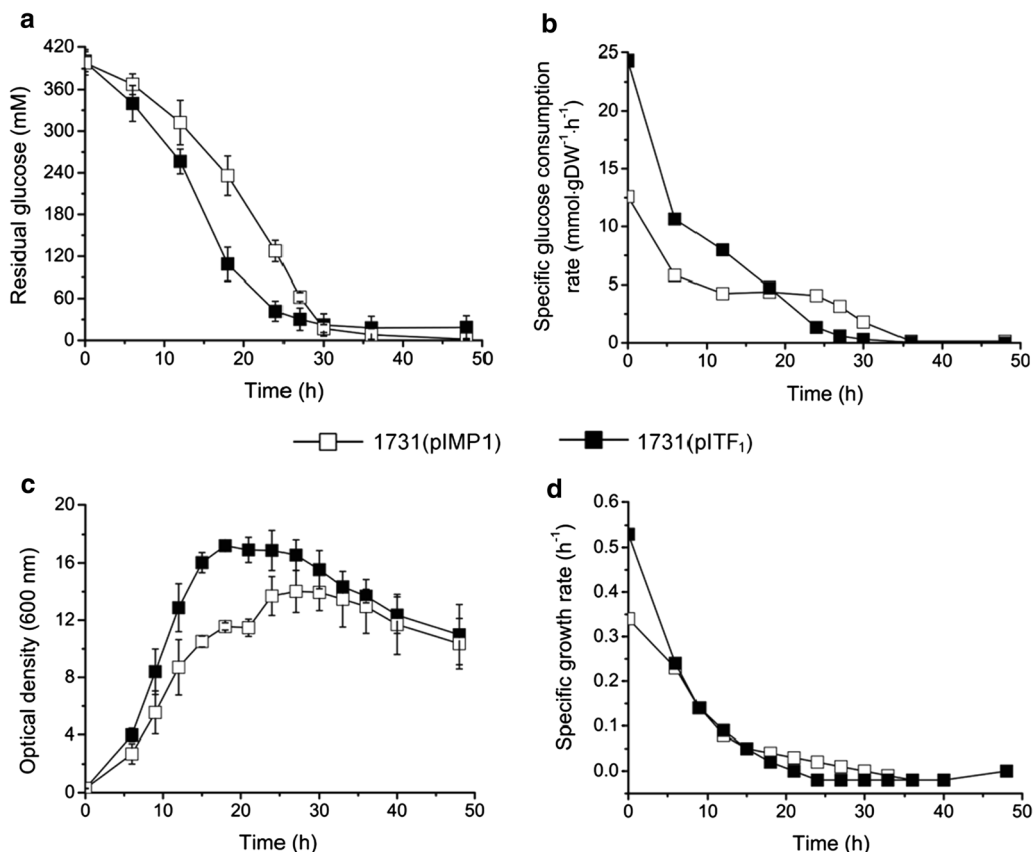 a
420
360
300
240
180
120
60
0
Residual glucose (mM)
0 10 20 30 40 50
Time (h)
b
25
20
15
10
5
0
Specific glucose consumption
rate (mmol·gDW⁻¹·h⁻¹)
0 10 20 30 40 50
Time (h)
1731(pIMP1) 1731(pITF₁)
c
20
16
12
8
4
0
Optical density (600 nm)
0 10 20 30 40 50
Time (h)
d
0.6
0.5
0.4
0.3
0.2
0.1
0.0
Specific growth rate (h⁻¹)
0 10 20 30 40 50
Time (h)